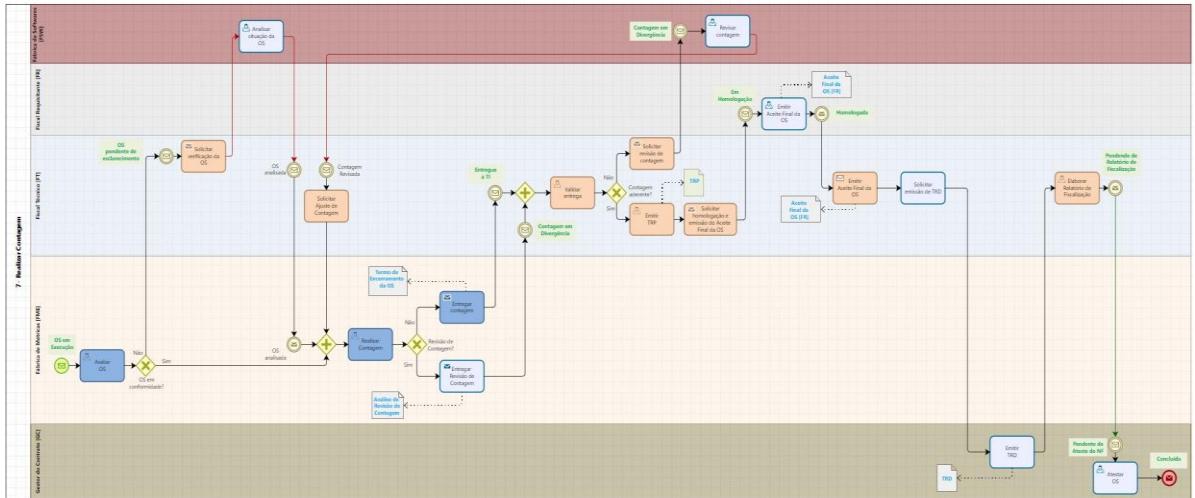 7 - Realizar Contagem
Fábrica de Software
Analisar
situação da
OS
Contagem em
Divergência
Revisar
contagem
Fiscal Requisitante (FR)
Em
Homologação
Emitir
Aceite Final da
OS
Aceite
Final da
OS (FR)
Homologada
Fiscal Técnico (FT)
OS
pendente de
esclarecimento
Solicitar
verificação da
OS
OS
analisada
Contagem
Revisada
Solicitar
Ajuste de
Contagem
Entregue
a TI
Contagem em
Divergência
Validar
entrega
Não
Sim
Contagem
aderente?
Solicitar
revisão de
contagem
TRP
Emitir
TRP
Solicitar
homologação e
emissão do Aceite
Final da OS
Emitir
Aceite Final da
OS
Aceite
Final da
OS (FR)
Solicitar
emissão de TRD
Elaborar
Relatório de
Fiscalização
Pendende de
Relatório de
Fiscalização
Fábrica de Métricas (FME)
OS em
Execução
Avaliar
OS
Não
Sim
OS em
conformidade?
OS
analisada
Realizar
Contagem
Não
Sim
Revisão de
Contagem?
Termo de
Encerramento
da OS
Entregar
contagem
Entregar
Revisão de
Contagem
Análise de
Revisão de
Contagem
Gestor do Contrato (GC)
TRD
Emitir
TRD
Pendente de
Ateste da NF
Atestar
OS
Concluída